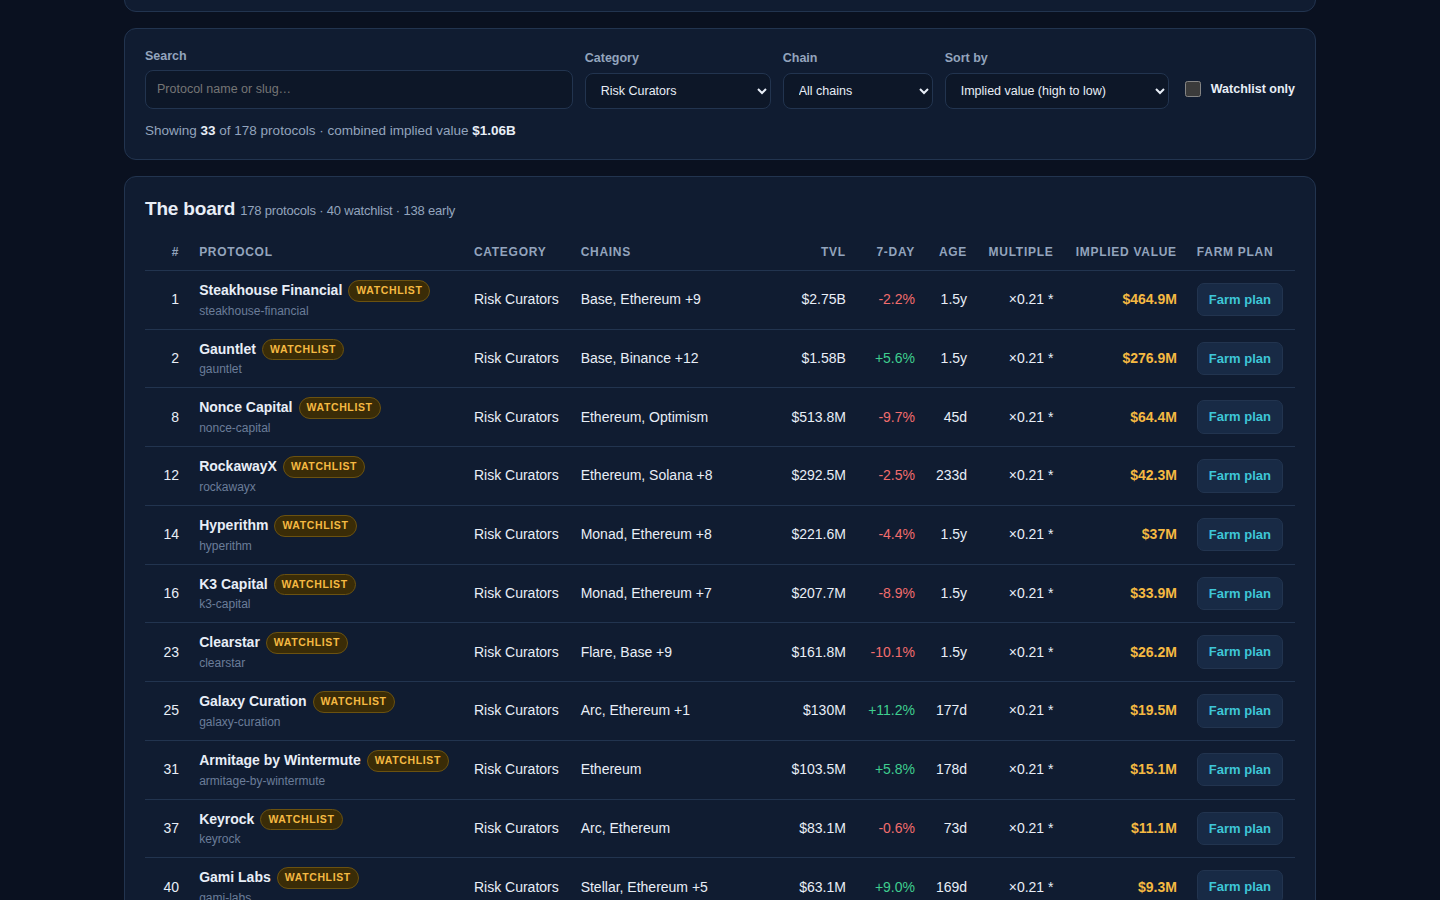 Search
Category
Chain
Sort by
Protocol name or slug…
Risk Curators
All chains
Implied value (high to low)
Watchlist only
Showing 33 of 178 protocols · combined implied value $1.06B
The board 178 protocols · 40 watchlist · 138 early
# PROTOCOL CATEGORY CHAINS TVL 7-DAY AGE MULTIPLE IMPLIED VALUE FARM PLAN
1 Steakhouse Financial WATCHLIST Risk Curators Base, Ethereum +9 $2.75B -2.2% 1.5y ×0.21 * $464.9M Farm plan
steakhouse-financial
2 Gauntlet WATCHLIST Risk Curators Base, Binance +12 $1.58B +5.6% 1.5y ×0.21 * $276.9M Farm plan
gauntlet
8 Nonce Capital WATCHLIST Risk Curators Ethereum, Optimism $513.8M -9.7% 45d ×0.21 * $64.4M Farm plan
nonce-capital
12 RockawayX WATCHLIST Risk Curators Ethereum, Solana +8 $292.5M -2.5% 233d ×0.21 * $42.3M Farm plan
rockawayx
14 Hyperithm WATCHLIST Risk Curators Monad, Ethereum +8 $221.6M -4.4% 1.5y ×0.21 * $37M Farm plan
hyperithm
16 K3 Capital WATCHLIST Risk Curators Monad, Ethereum +7 $207.7M -8.9% 1.5y ×0.21 * $33.9M Farm plan
k3-capital
23 Clearstar WATCHLIST Risk Curators Flare, Base +9 $161.8M -10.1% 1.5y ×0.21 * $26.2M Farm plan
clearstar
25 Galaxy Curation WATCHLIST Risk Curators Arc, Ethereum +1 $130M +11.2% 177d ×0.21 * $19.5M Farm plan
galaxy-curation
31 Armitage by Wintermute WATCHLIST Risk Curators Ethereum $103.5M +5.8% 178d ×0.21 * $15.1M Farm plan
armitage-by-wintermute
37 Keyrock WATCHLIST Risk Curators Arc, Ethereum $83.1M -0.6% 73d ×0.21 * $11.1M Farm plan
keyrock
40 Gami Labs WATCHLIST Risk Curators Stellar, Ethereum +5 $63.1M +9.0% 169d ×0.21 * $9.3M Farm plan
gami-labs